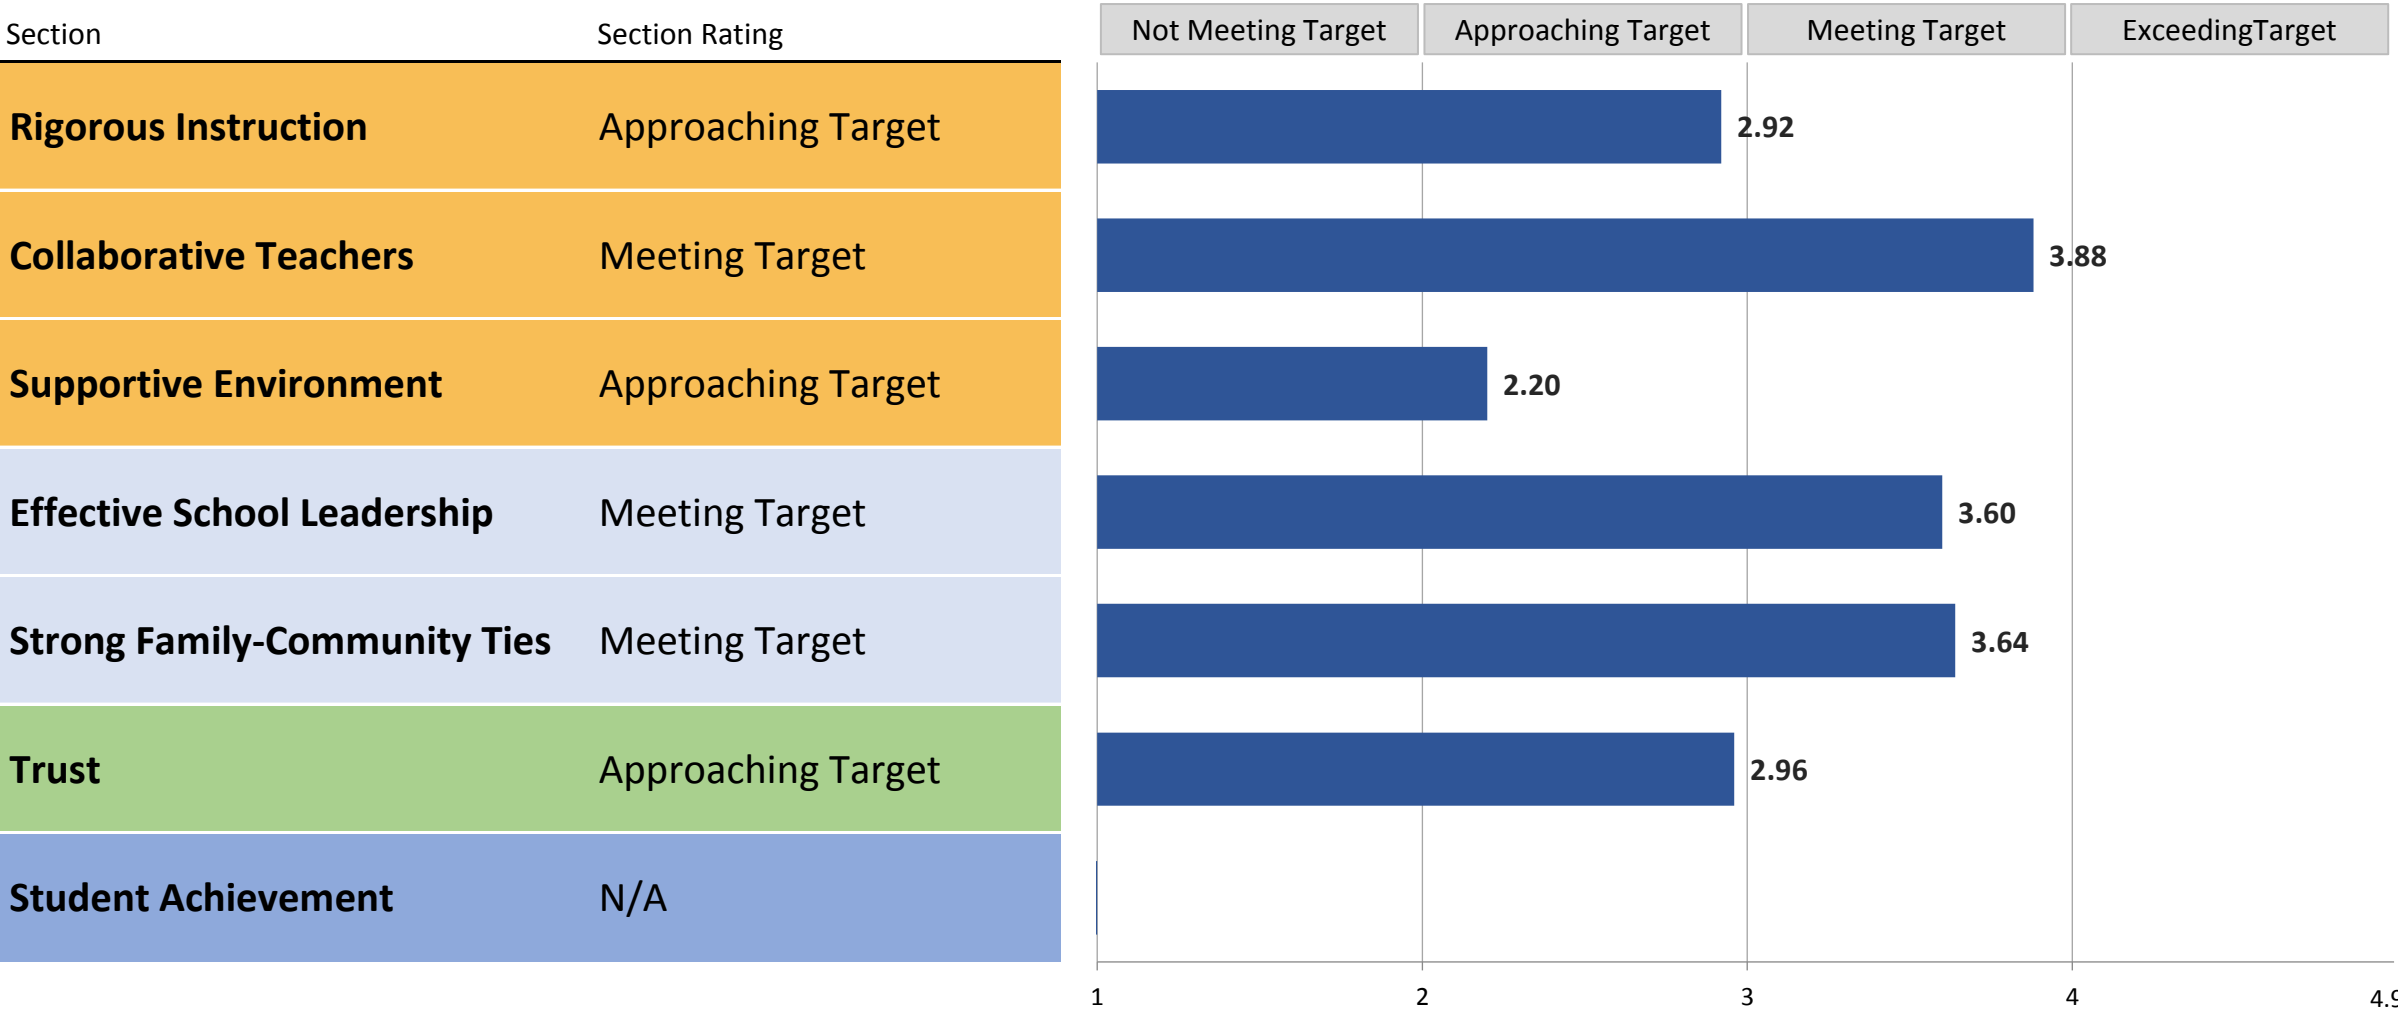 Section Section Rating Not Meeting Target Approaching Target Meeting Target ExceedingTarget
Rigorous Instruction Approaching Target 2.92
Collaborative Teachers Meeting Target 3.88
Supportive Environment Approaching Target 2.20
Effective School Leadership Meeting Target 3.60
Strong Family-Community Ties Meeting Target 3.64
Trust Approaching Target 2.96
Student Achievement N/A
1 2 3 4 4.9